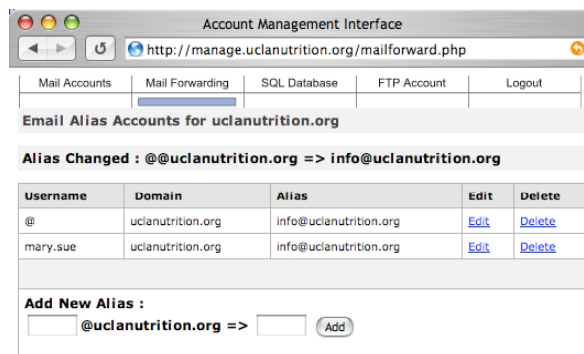 Account Management Interface
http://manage.uclanutrition.org/mailforward.php
Mail Accounts Mail Forwarding SQL Database FTP Account Logout
Email Alias Accounts for uclanutrition.org
Alias Changed : @@uclanutrition.org => info@uclanutrition.org
Username Domain Alias Edit Delete
@ uclanutrition.org info@uclanutrition.org Edit Delete
mary.sue uclanutrition.org info@uclanutrition.org Edit Delete
Add New Alias :
@uclanutrition.org => Add